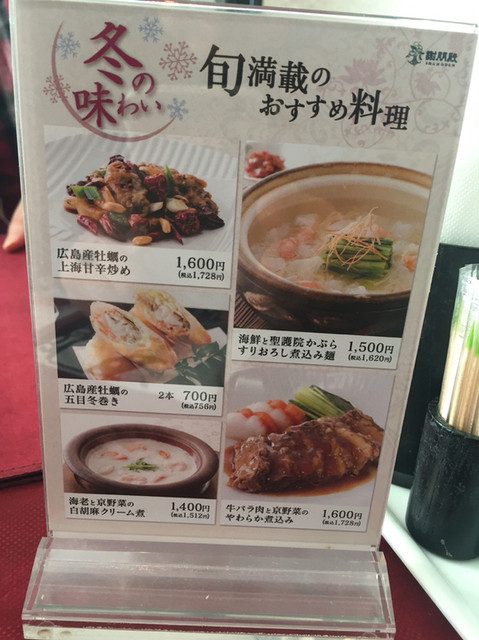 冬の
味わい
旬満載の
おすすめ料理
謝朋殿
広島産牡蠣の
上海甘辛炒め
1,600円
(税込1,728円)
海鮮と聖護院かぶら
すりおろし煮込み麺
1,500円
(税込1,620円)
広島産牡蠣の
五目冬巻き
2本 700円
(税込756円)
海老と京野菜の
白胡麻クリーム煮
1,400円
(税込1,512円)
牛バラ肉と京野菜の
やわらか煮込み
1,600円
(税込1,728円)